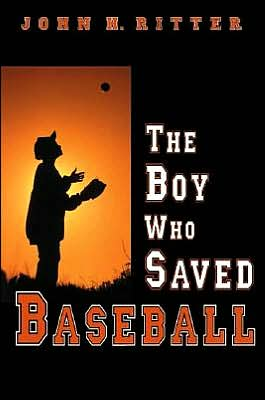 JOHN H. RITTER
THE
BOY
WHO
SAVED
BASEBALL